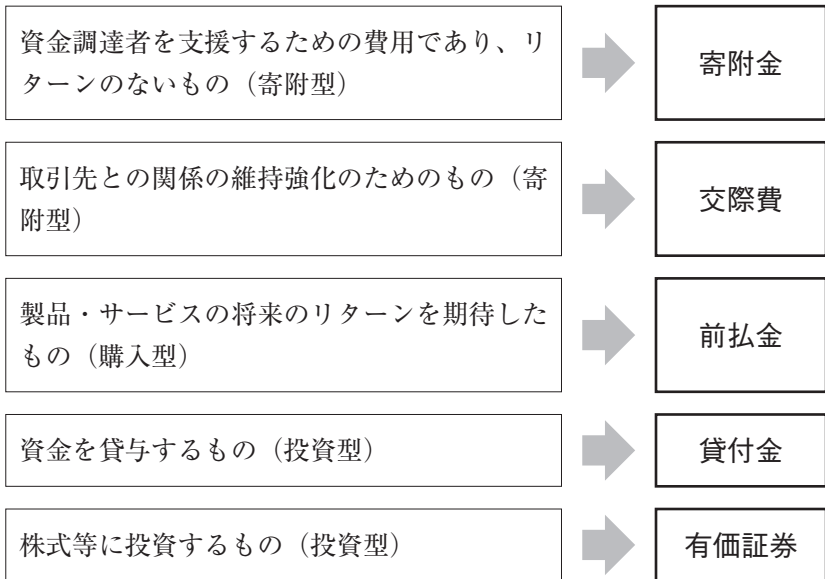 資金調達者を支援するための費用であり、リ
ターンのないもの（寄附型）
寄附金
取引先との関係の維持強化のためのもの（寄
附型）
交際費
製品・サービスの将来のリターンを期待した
もの（購入型）
前払金
資金を貸与するもの（投資型）
貸付金
株式等に投資するもの（投資型）
有価証券